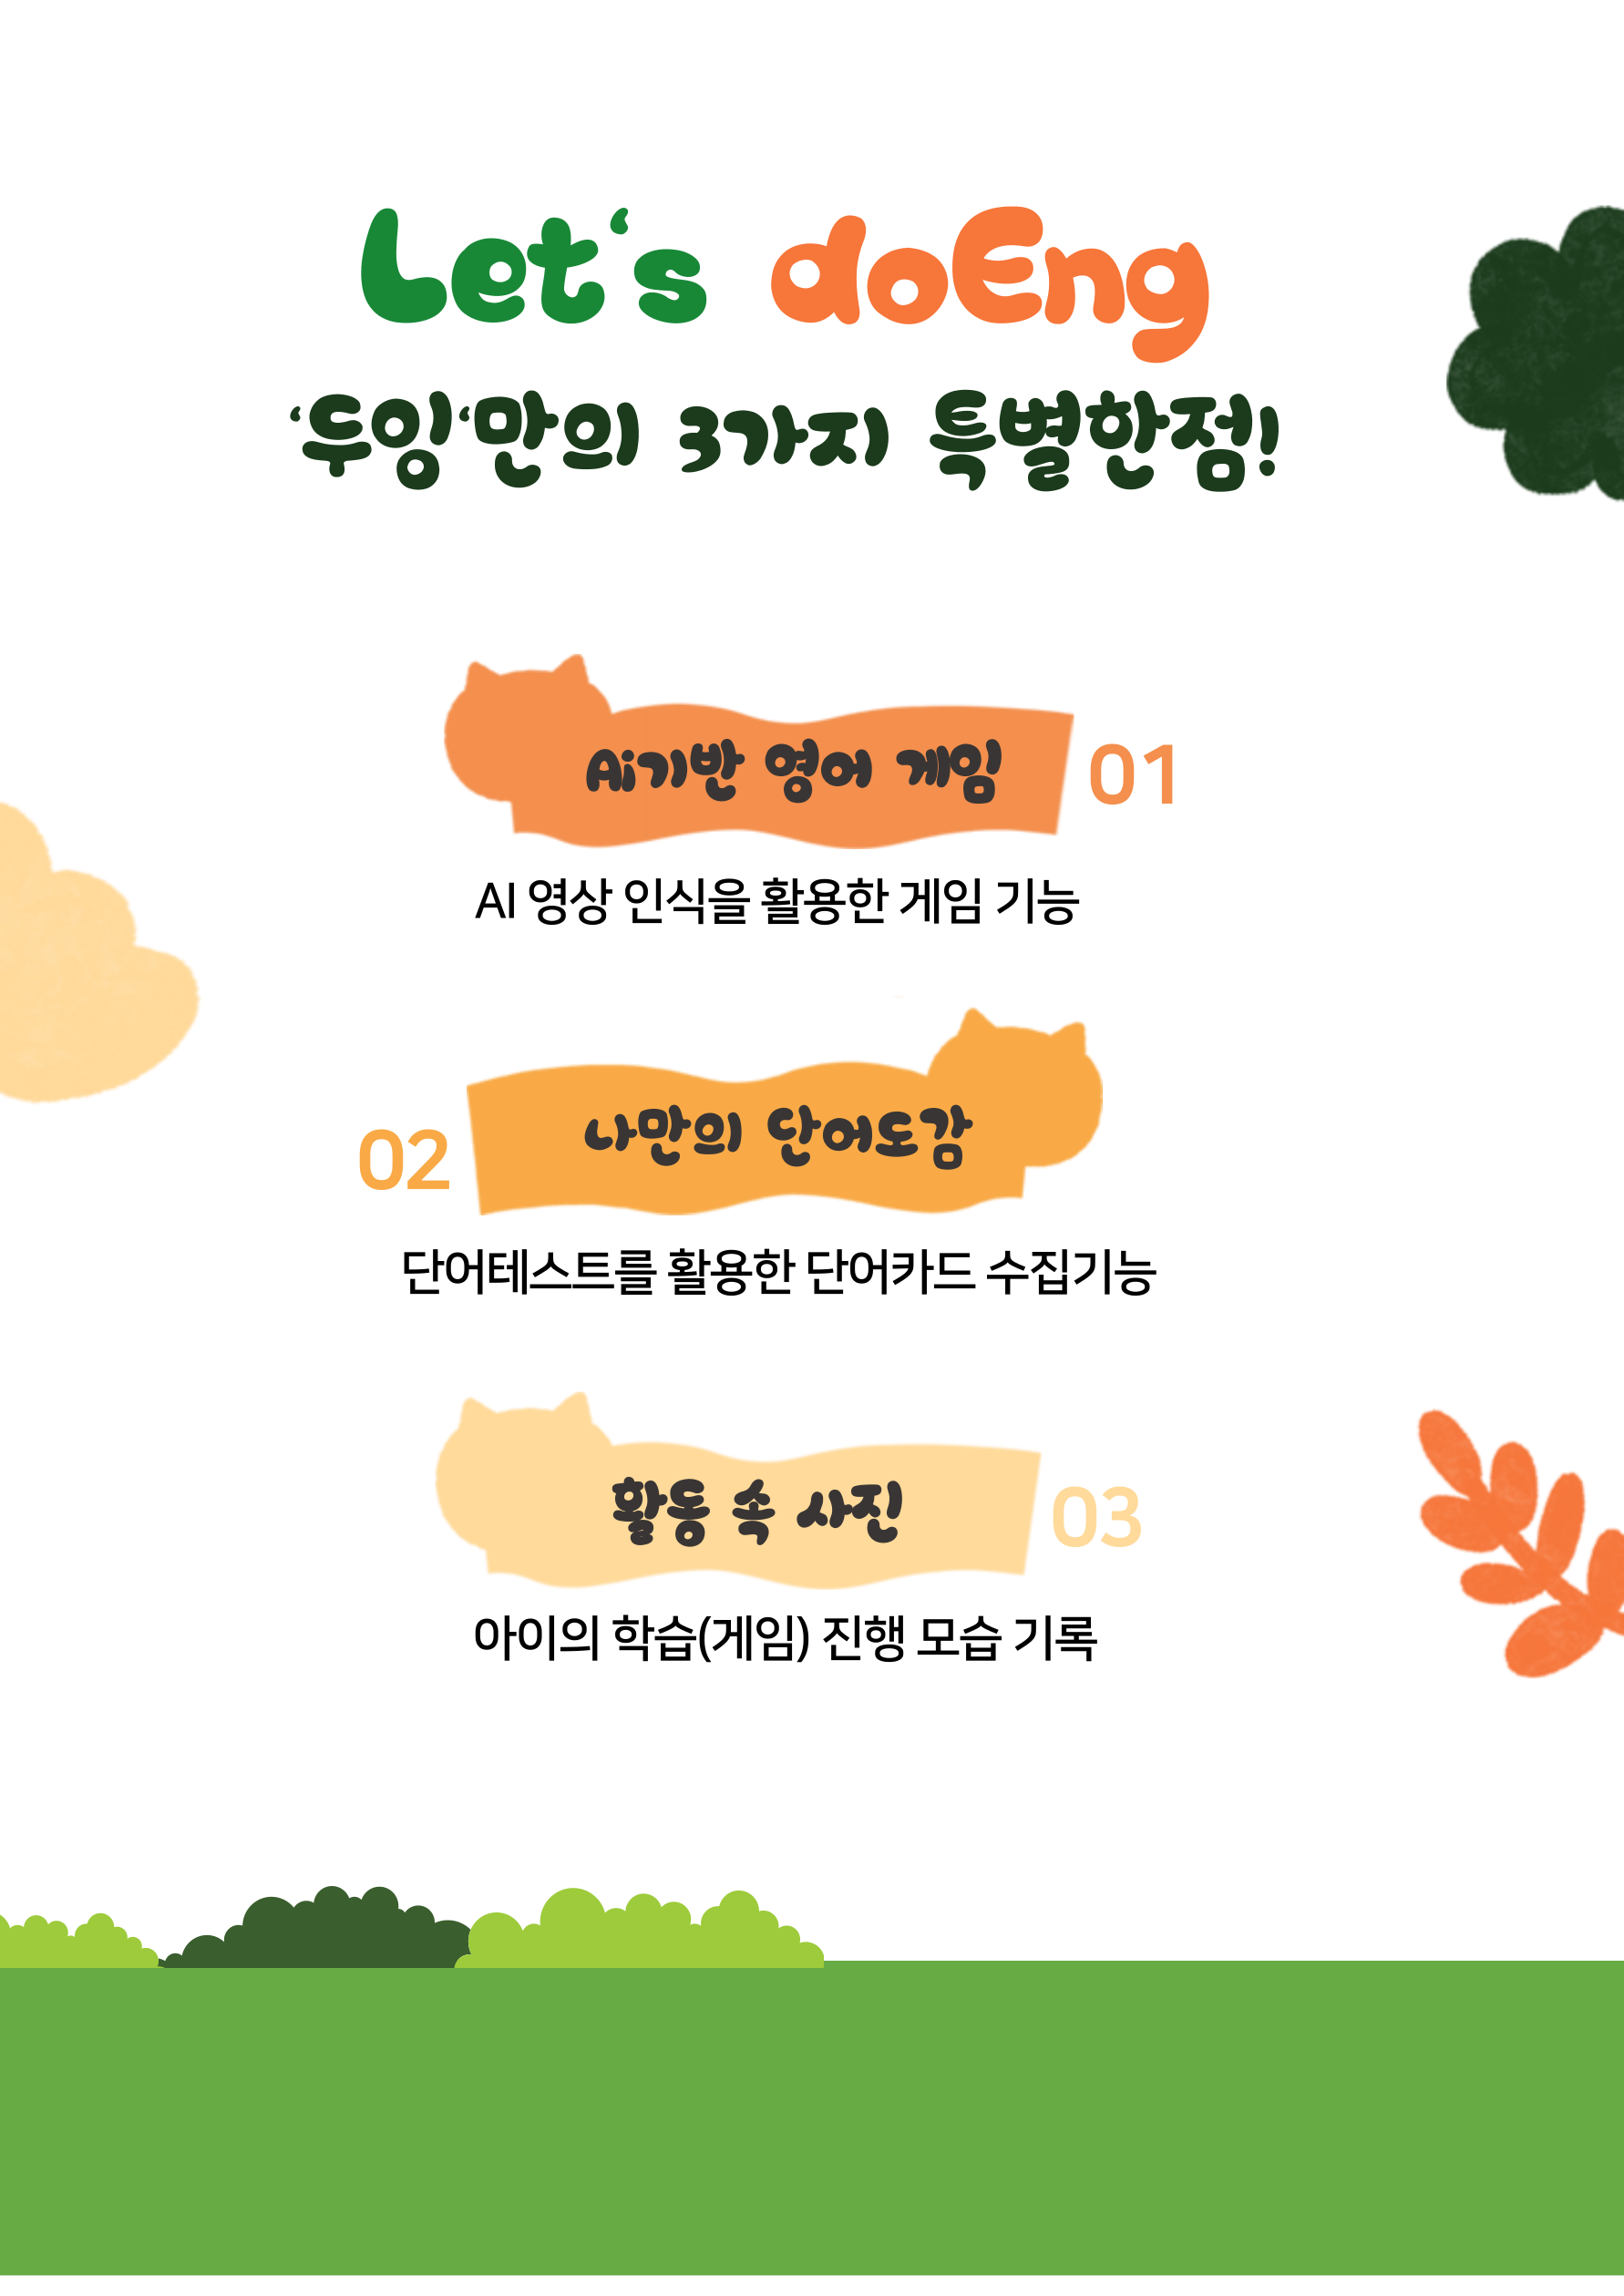 Let‘s doEng
‘두잉‘만의 3가지 특별한점!
Ai기반 영어 게임
01
AI 영상 인식을 활용한 게임 기능
나만의 단어도감
02
단어테스트를 활용한 단어카드 수집기능
활동 속 사진
03
아이의 학습(게임) 진행 모습 기록